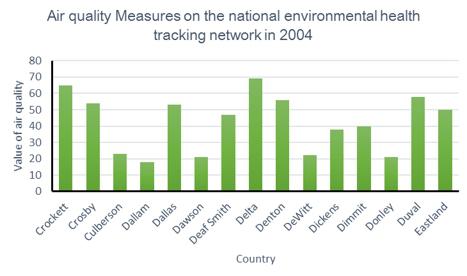 Air quality Measures on the national environmental health
tracking network in 2004
Value of air quality
80
70
60
50
40
30
20
10
0
Crockett
Crosby
Culberson
Dallam
Dallas
Dawson
Deaf Smith
Delta
Denton
DeWitt
Dickens
Dimmit
Donley
Duval
Eastland
Country